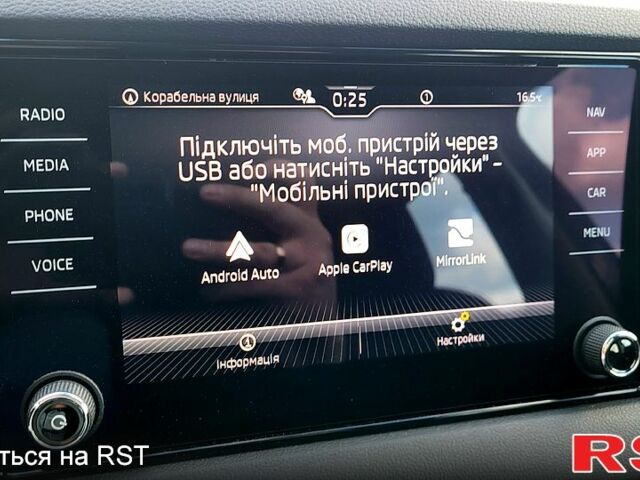 RADIO
MEDIA
PHONE
VOICE
Корабельна вулиця
0:25
1
16.5°C
Підключіть моб. пристрій через
USB або натисніть "Настройки" –
"Мобільні пристрої".
Android Auto
Apple CarPlay
MirrorLink
Інформація
Настройки
NAV
APP
CAR
MENU
ться на RST
RS